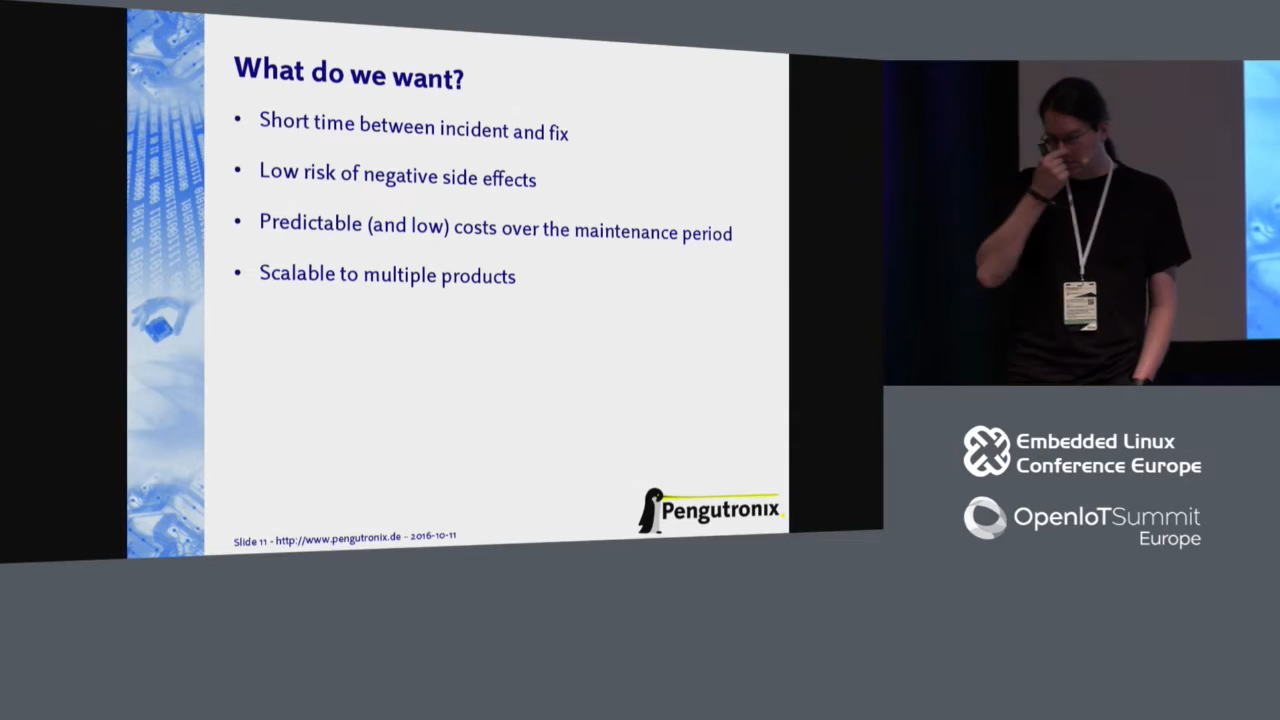 What do we want?
• Short time between incident and fix
• Low risk of negative side effects
• Predictable (and low) costs over the maintenance period
• Scalable to multiple products
Pengutronix
Slide 11 - http://www.pengutronix.de - 2016-10-11
Embedded Linux
Conference Europe
OpenIoTSummit
Europe